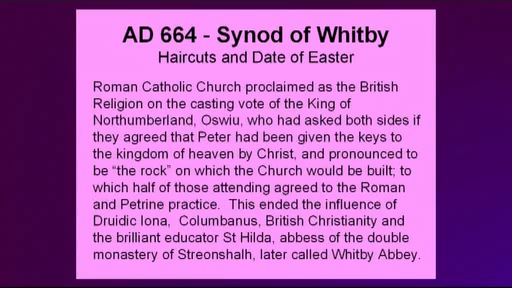 AD 664 - Synod of Whitby
Haircuts and Date of Easter
Roman Catholic Church proclaimed as the British
Religion on the casting vote of the King of
Northumberland, Oswiu, who had asked both sides if
they agreed that Peter had been given the keys to
the kingdom of heaven by Christ, and pronounced to
be “the rock” on which the Church would be built; to
which half of those attending agreed to the Roman
and Petrine practice.  This ended the influence of
Druidic Iona,  Columbanus, British Christianity and
the brilliant educator St Hilda, abbess of the double
monastery of Streonshalh, later called Whitby Abbey.